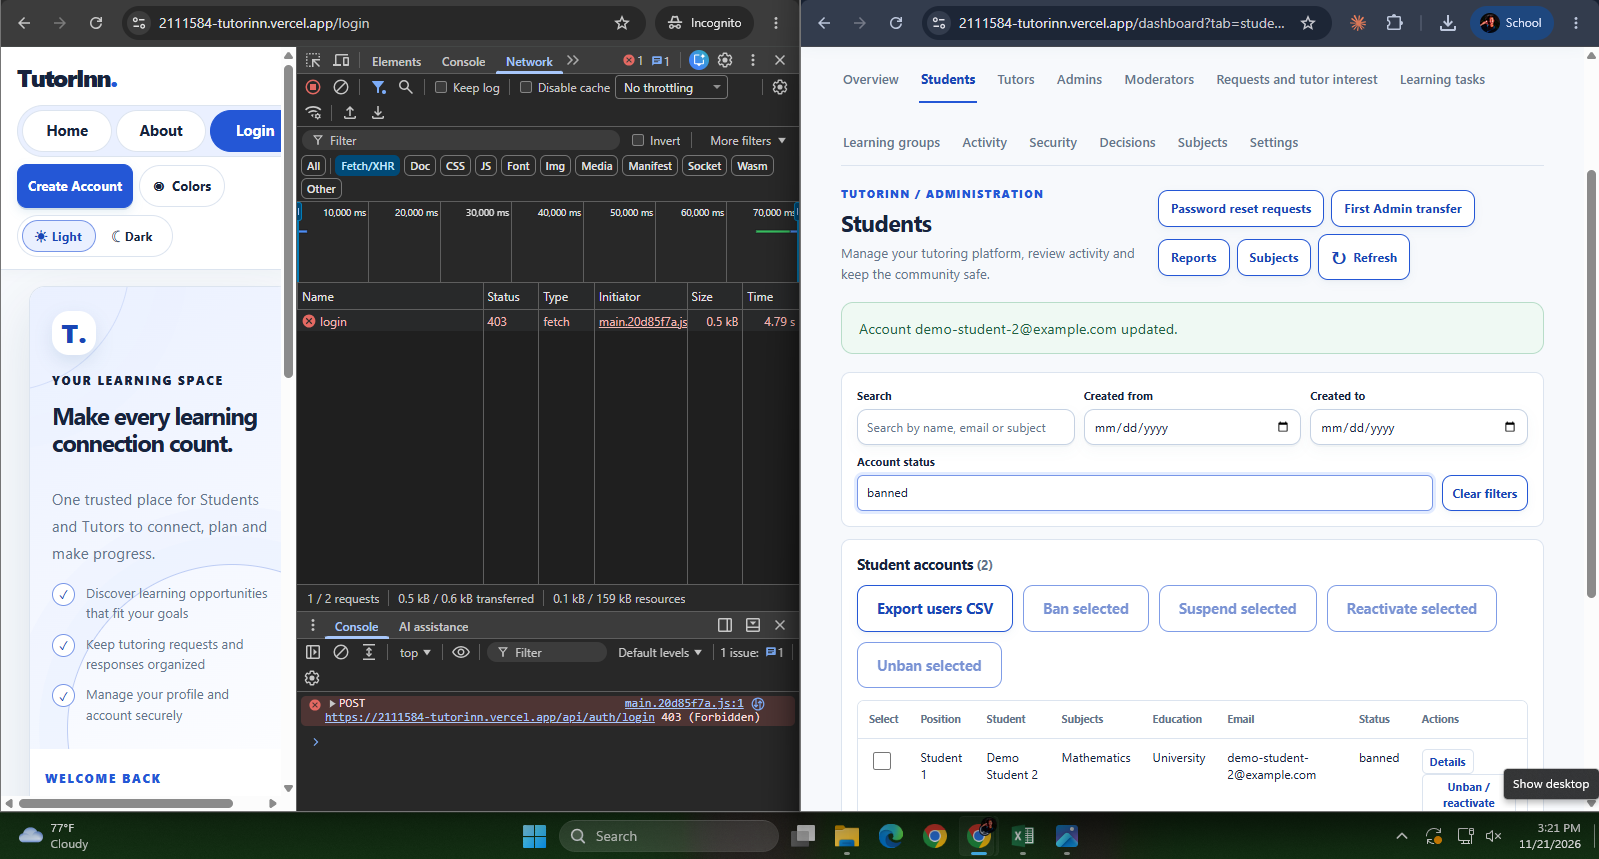 2111584-tutorinn.vercel.app/login
Incognito
TutorInn.
Home
About
Login
Create Account
Colors
Light
Dark
T.
YOUR LEARNING SPACE
Make every learning
connection count.
One trusted place for Students
and Tutors to connect, plan and
make progress.
Discover learning opportunities
that fit your goals
Keep tutoring requests and
responses organized
Manage your profile and
account securely
WELCOME BACK
Elements
Console
Network
1
1
Keep log
Disable cache
No throttling
Filter
Invert
More filters
All
Fetch/XHR
Doc
CSS
JS
Font
Img
Media
Manifest
Socket
Wasm
Other
10,000 ms
20,000 ms
30,000 ms
40,000 ms
50,000 ms
60,000 ms
70,000 ms
Name
Status
Type
Initiator
Size
Time
login
403
fetch
main.20d85f7a.js
0.5 kB
4.79 s
1 / 2 requests
0.5 kB / 0.6 kB transferred
0.1 kB / 159 kB resources
Console
AI assistance
top
Filter
Default levels
1 issue:
1
POST
main.20d85f7a.js:1
https://2111584-tutorinn.vercel.app/api/auth/login 403 (Forbidden)
2111584-tutorinn.vercel.app/dashboard?tab=stude...
School
Overview
Students
Tutors
Admins
Moderators
Requests and tutor interest
Learning tasks
Learning groups
Activity
Security
Decisions
Subjects
Settings
TUTORINN / ADMINISTRATION
Students
Manage your tutoring platform, review activity and
keep the community safe.
Password reset requests
First Admin transfer
Reports
Subjects
Refresh
Account demo-student-2@example.com updated.
Search
Created from
Created to
Search by name, email or subject
mm/dd/yyyy
mm/dd/yyyy
Account status
banned
Clear filters
Student accounts (2)
Export users CSV
Ban selected
Suspend selected
Reactivate selected
Unban selected
Select
Position
Student
Subjects
Education
Email
Status
Actions
Student
1
Demo
Student 2
Mathematics
University
demo-student-
2@example.com
banned
Details
Unban /
reactivate
Show desktop
77°F
Cloudy
Search
3:21 PM
11/21/2026